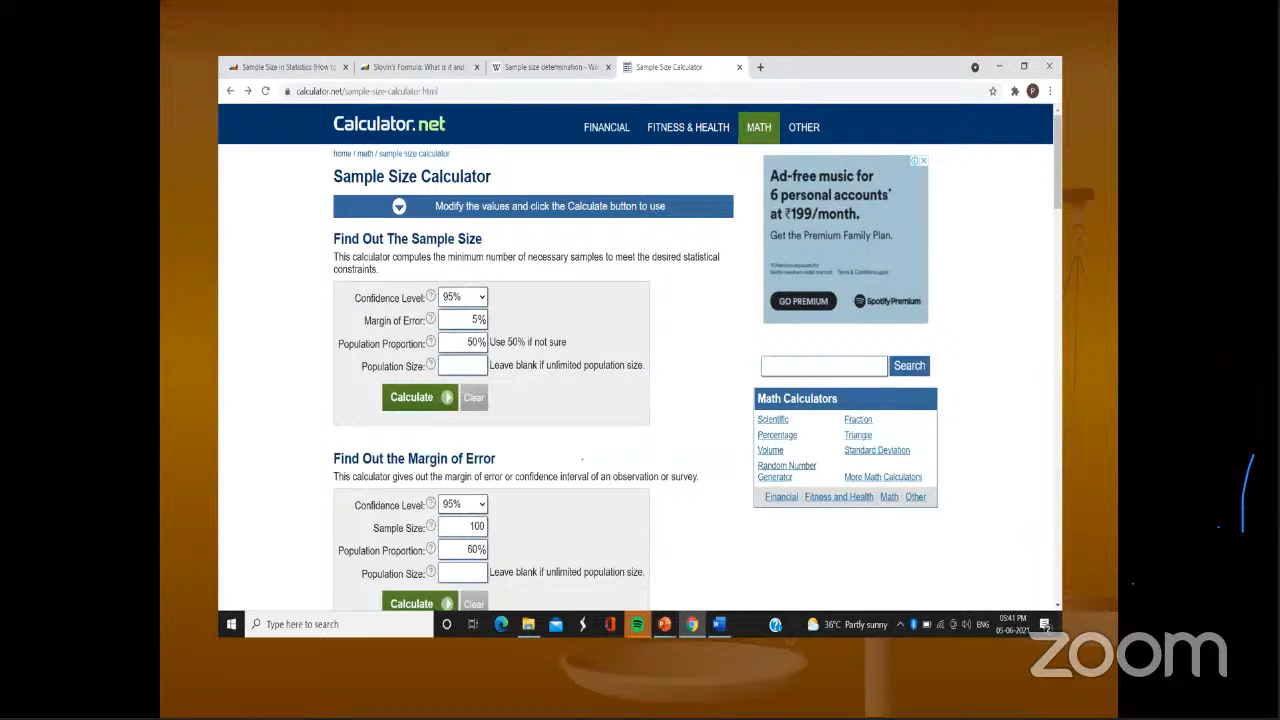 Sample Size in Statistics (How to
Slovin's Formula: What is it and
Sample size determination - Wi
Sample Size Calculator
calculator.net/sample-size-calculator.html
P
Calculator.net
FINANCIAL
FITNESS & HEALTH
MATH
OTHER
home / math / sample size calculator
Sample Size Calculator
Modify the values and click the Calculate button to use
Find Out The Sample Size
This calculator computes the minimum number of necessary samples to meet the desired statistical
constraints.
Confidence Level: ? 95%
Margin of Error: ? 5%
Population Proportion: ? 50% Use 50% if not sure
Population Size: ? Leave blank if unlimited population size.
Calculate
Clear
Find Out the Margin of Error
This calculator gives out the margin of error or confidence interval of an observation or survey.
Confidence Level: ? 95%
Sample Size: ? 100
Population Proportion: ? 60%
Population Size: ? Leave blank if unlimited population size.
Calculate
Clear
Ad-free music for
6 personal accounts*
at ₹199/month.
Get the Premium Family Plan.
GO PREMIUM
Spotify Premium
Search
Math Calculators
Scientific
Fraction
Percentage
Triangle
Volume
Standard Deviation
Random Number
Generator
More Math Calculators
Financial | Fitness and Health | Math | Other
Type here to search
36°C Partly sunny
ENG
05:41 PM
05-06-2021
zoom